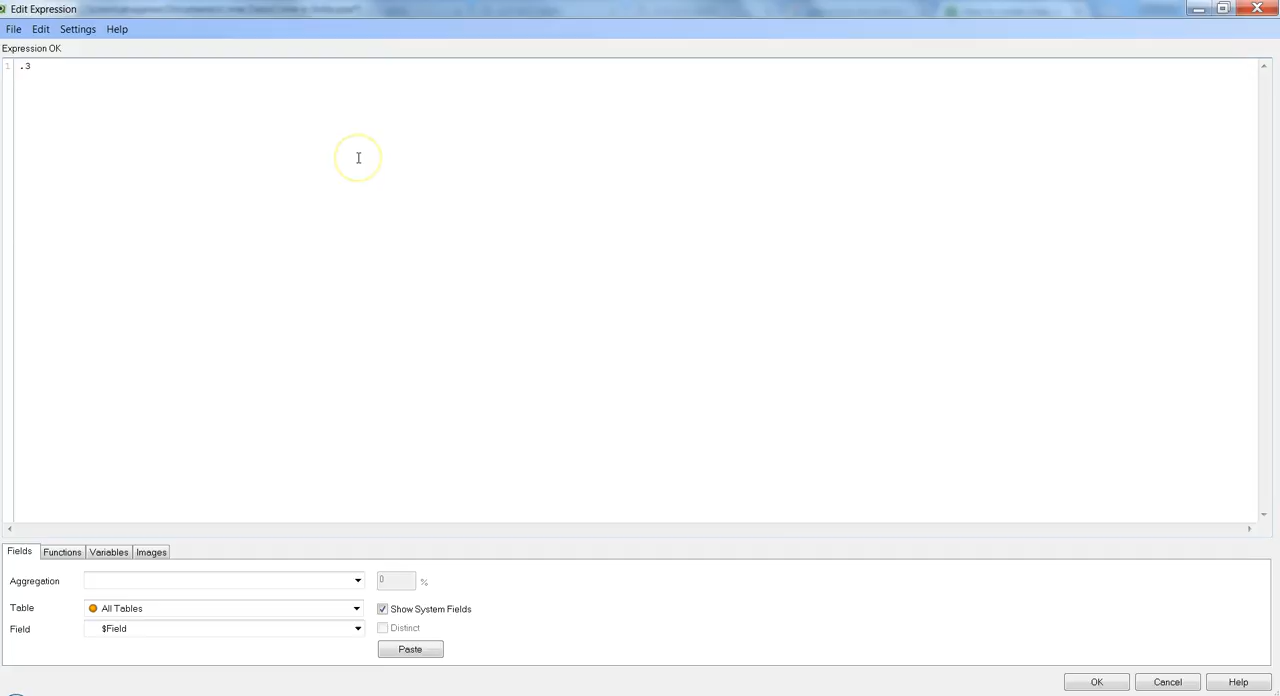 Edit Expression
File Edit Settings Help
Expression OK
1 .3
Fields Functions Variables Images
Aggregation 0 %
Table All Tables Show System Fields
Field $Field Distinct
Paste
OK Cancel Help